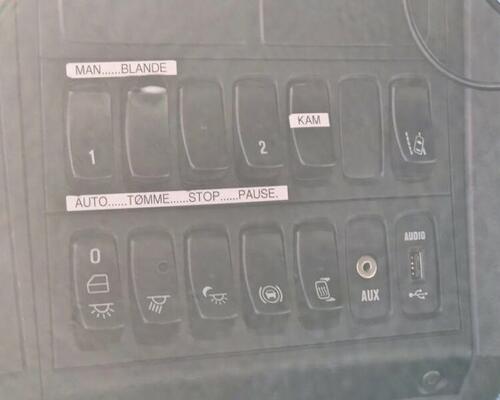 MAN......BLANDE
1
2
KAM
AUTO......TØMME......STOP......PAUSE.
0
AUX
AUDIO